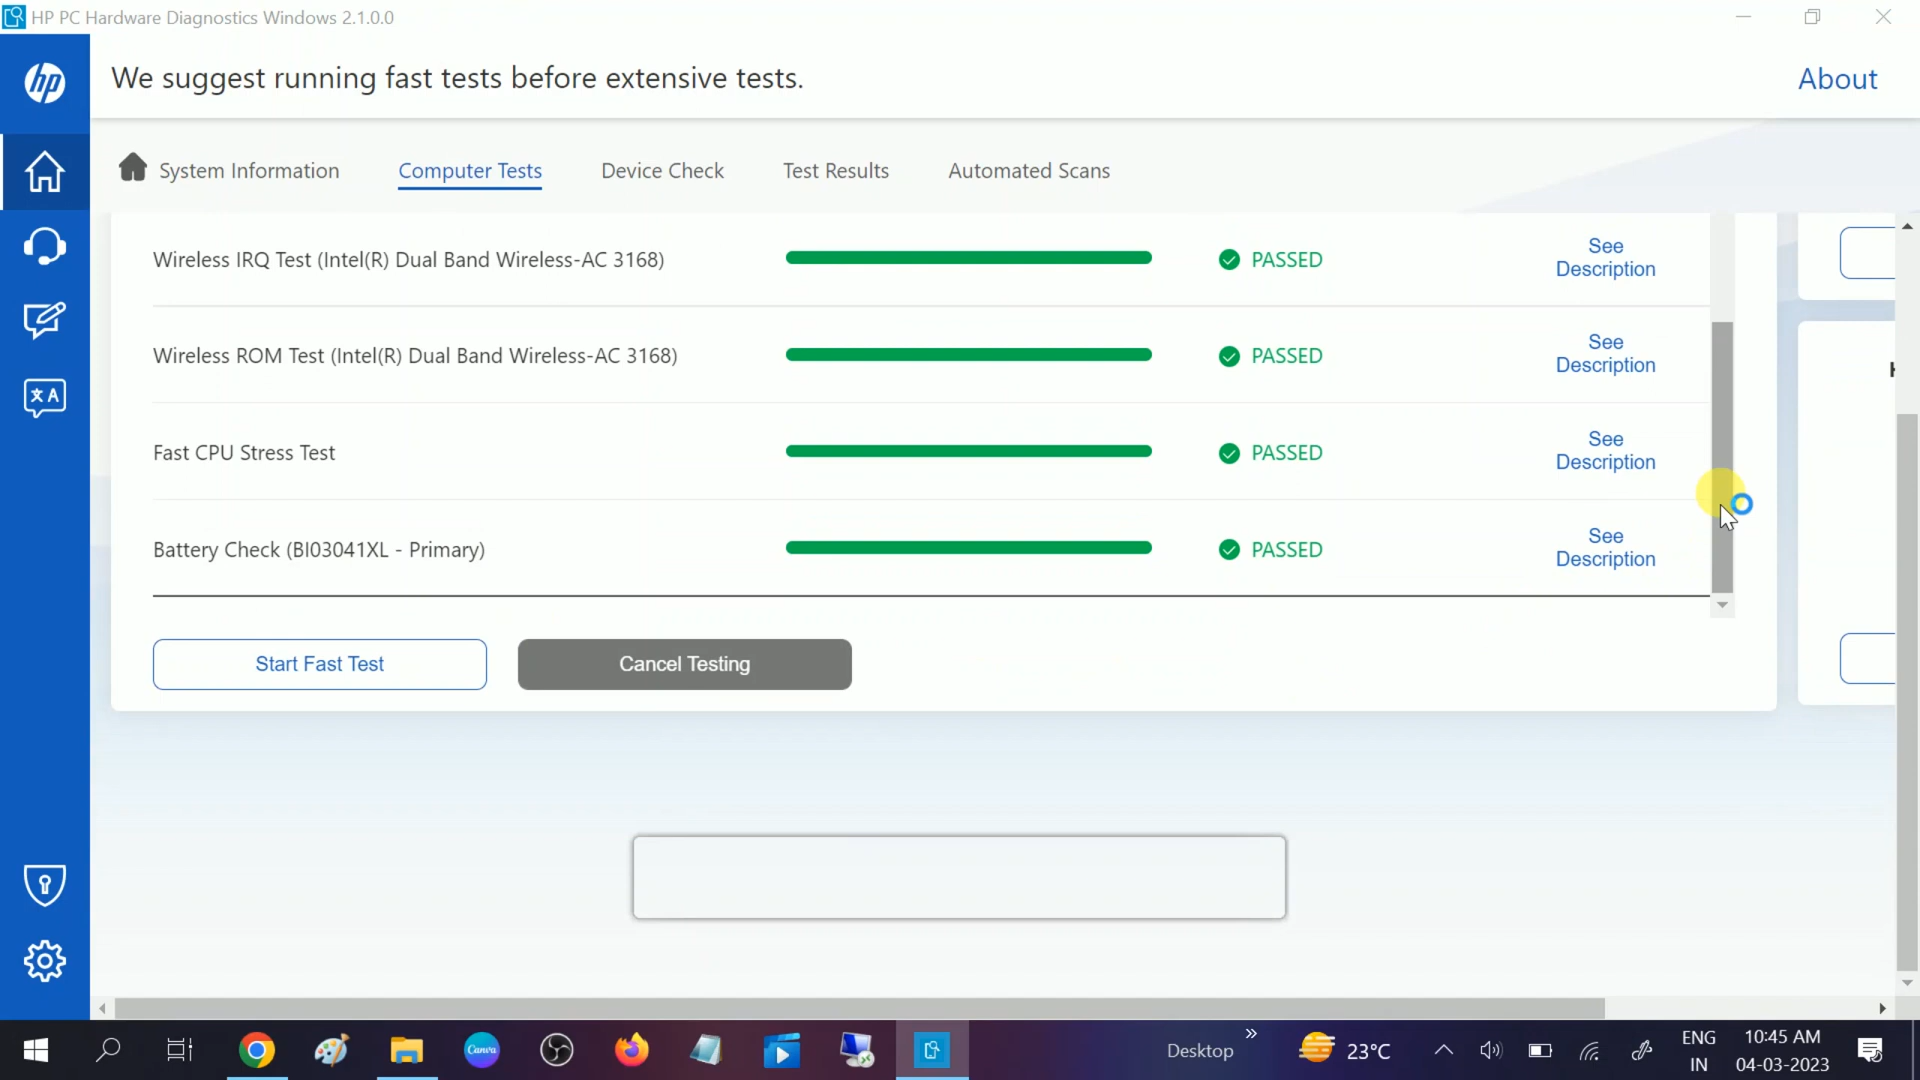 HP PC Hardware Diagnostics Windows 2.1.0.0
hp
We suggest running fast tests before extensive tests.
About
System Information
Computer Tests
Device Check
Test Results
Automated Scans
Wireless IRQ Test (Intel(R) Dual Band Wireless-AC 3168)
PASSED
See
Description
Wireless ROM Test (Intel(R) Dual Band Wireless-AC 3168)
PASSED
See
Description
Fast CPU Stress Test
PASSED
See
Description
Battery Check (BI03041XL - Primary)
PASSED
See
Description
Start Fast Test
Cancel Testing
文A
Canva
Desktop
23°C
ENG
IN
10:45 AM
04-03-2023